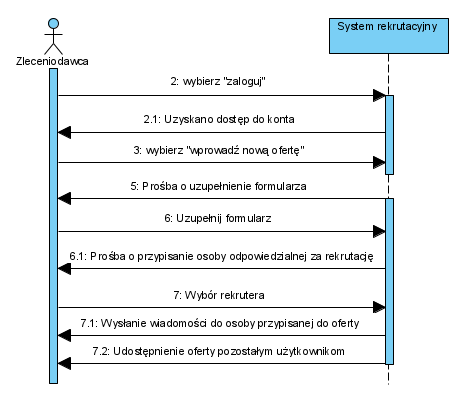 System rekrutacyjny
Zleceniodawca
2: wybierz "zaloguj"
2.1: Uzyskano dostęp do konta
3: wybierz "wprowadź nową ofertę"
5: Prośba o uzupełnienie formularza
6: Uzupełnij formularz
6.1: Prośba o przypisanie osoby odpowiedzialnej za rekrutację
7: Wybór rekrutera
7.1: Wysłanie wiadomości do osoby przypisanej do oferty
7.2: Udostępnienie oferty pozostałym użytkownikom